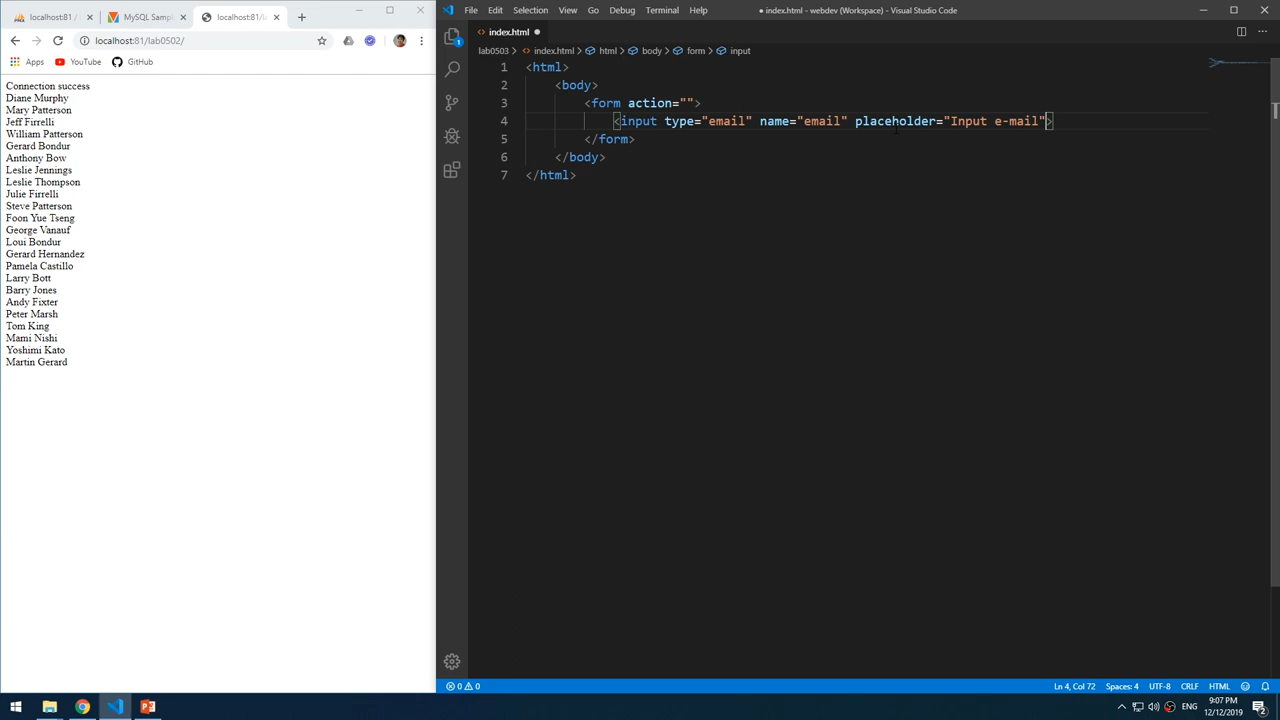 localhost:81 /
MySQL Samp
localhost:81/la
localhost:81/lab0502/
Apps YouTube GitHub
Connection success
Diane Murphy
Mary Patterson
Jeff Firrelli
William Patterson
Gerard Bondur
Anthony Bow
Leslie Jennings
Leslie Thompson
Julie Firrelli
Steve Patterson
Foon Yue Tseng
George Vanauf
Loui Bondur
Gerard Hernandez
Pamela Castillo
Larry Bott
Barry Jones
Andy Fixter
Peter Marsh
Tom King
Mami Nishi
Yoshimi Kato
Martin Gerard
File Edit Selection View Go Debug Terminal Help
● index.html - webdev (Workspace) - Visual Studio Code
index.html ●
lab0503 > index.html > html > body > form > input
1 <html>
2 <body>
3 <form action="">
4 <input type="email" name="email" placeholder="Input e-mail">
5 </form>
6 </body>
7 </html>
1
0 0
Ln 4, Col 72 Spaces: 4 UTF-8 CRLF HTML
ENG
9:07 PM
12/12/2019
2